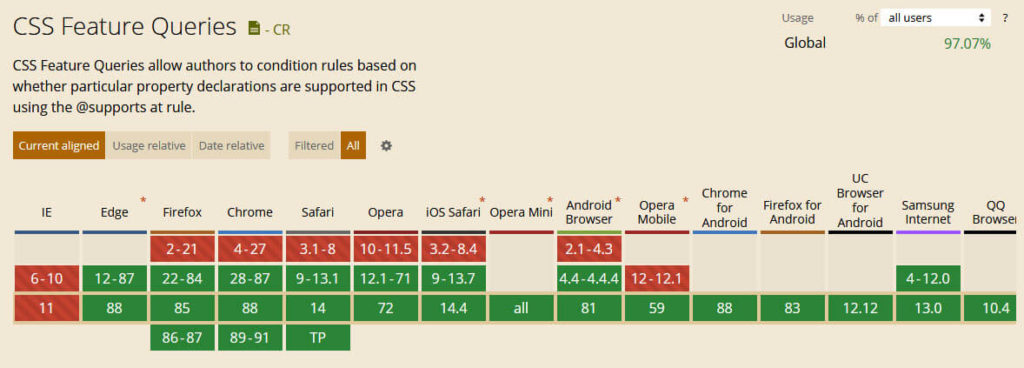 CSS Feature Queries - CR
Usage % of all users ?
Global 97.07%
CSS Feature Queries allow authors to condition rules based on
whether particular property declarations are supported in CSS
using the @supports at rule.
Current aligned Usage relative Date relative Filtered All
IE Edge * Firefox Chrome Safari Opera iOS Safari * Opera Mini * Android Browser * Opera Mobile * Chrome for Android Firefox for Android UC Browser for Android Samsung Internet QQ Browser
2-21 4-27 3.1-8 10-11.5 3.2-8.4 2.1-4.3
6-10 12-87 22-84 28-87 9-13.1 12.1-71 9-13.7 4.4-4.4.4 12-12.1 4-12.0
11 88 85 88 14 72 14.4 all 81 59 88 83 12.12 13.0 10.4
86-87 89-91 TP